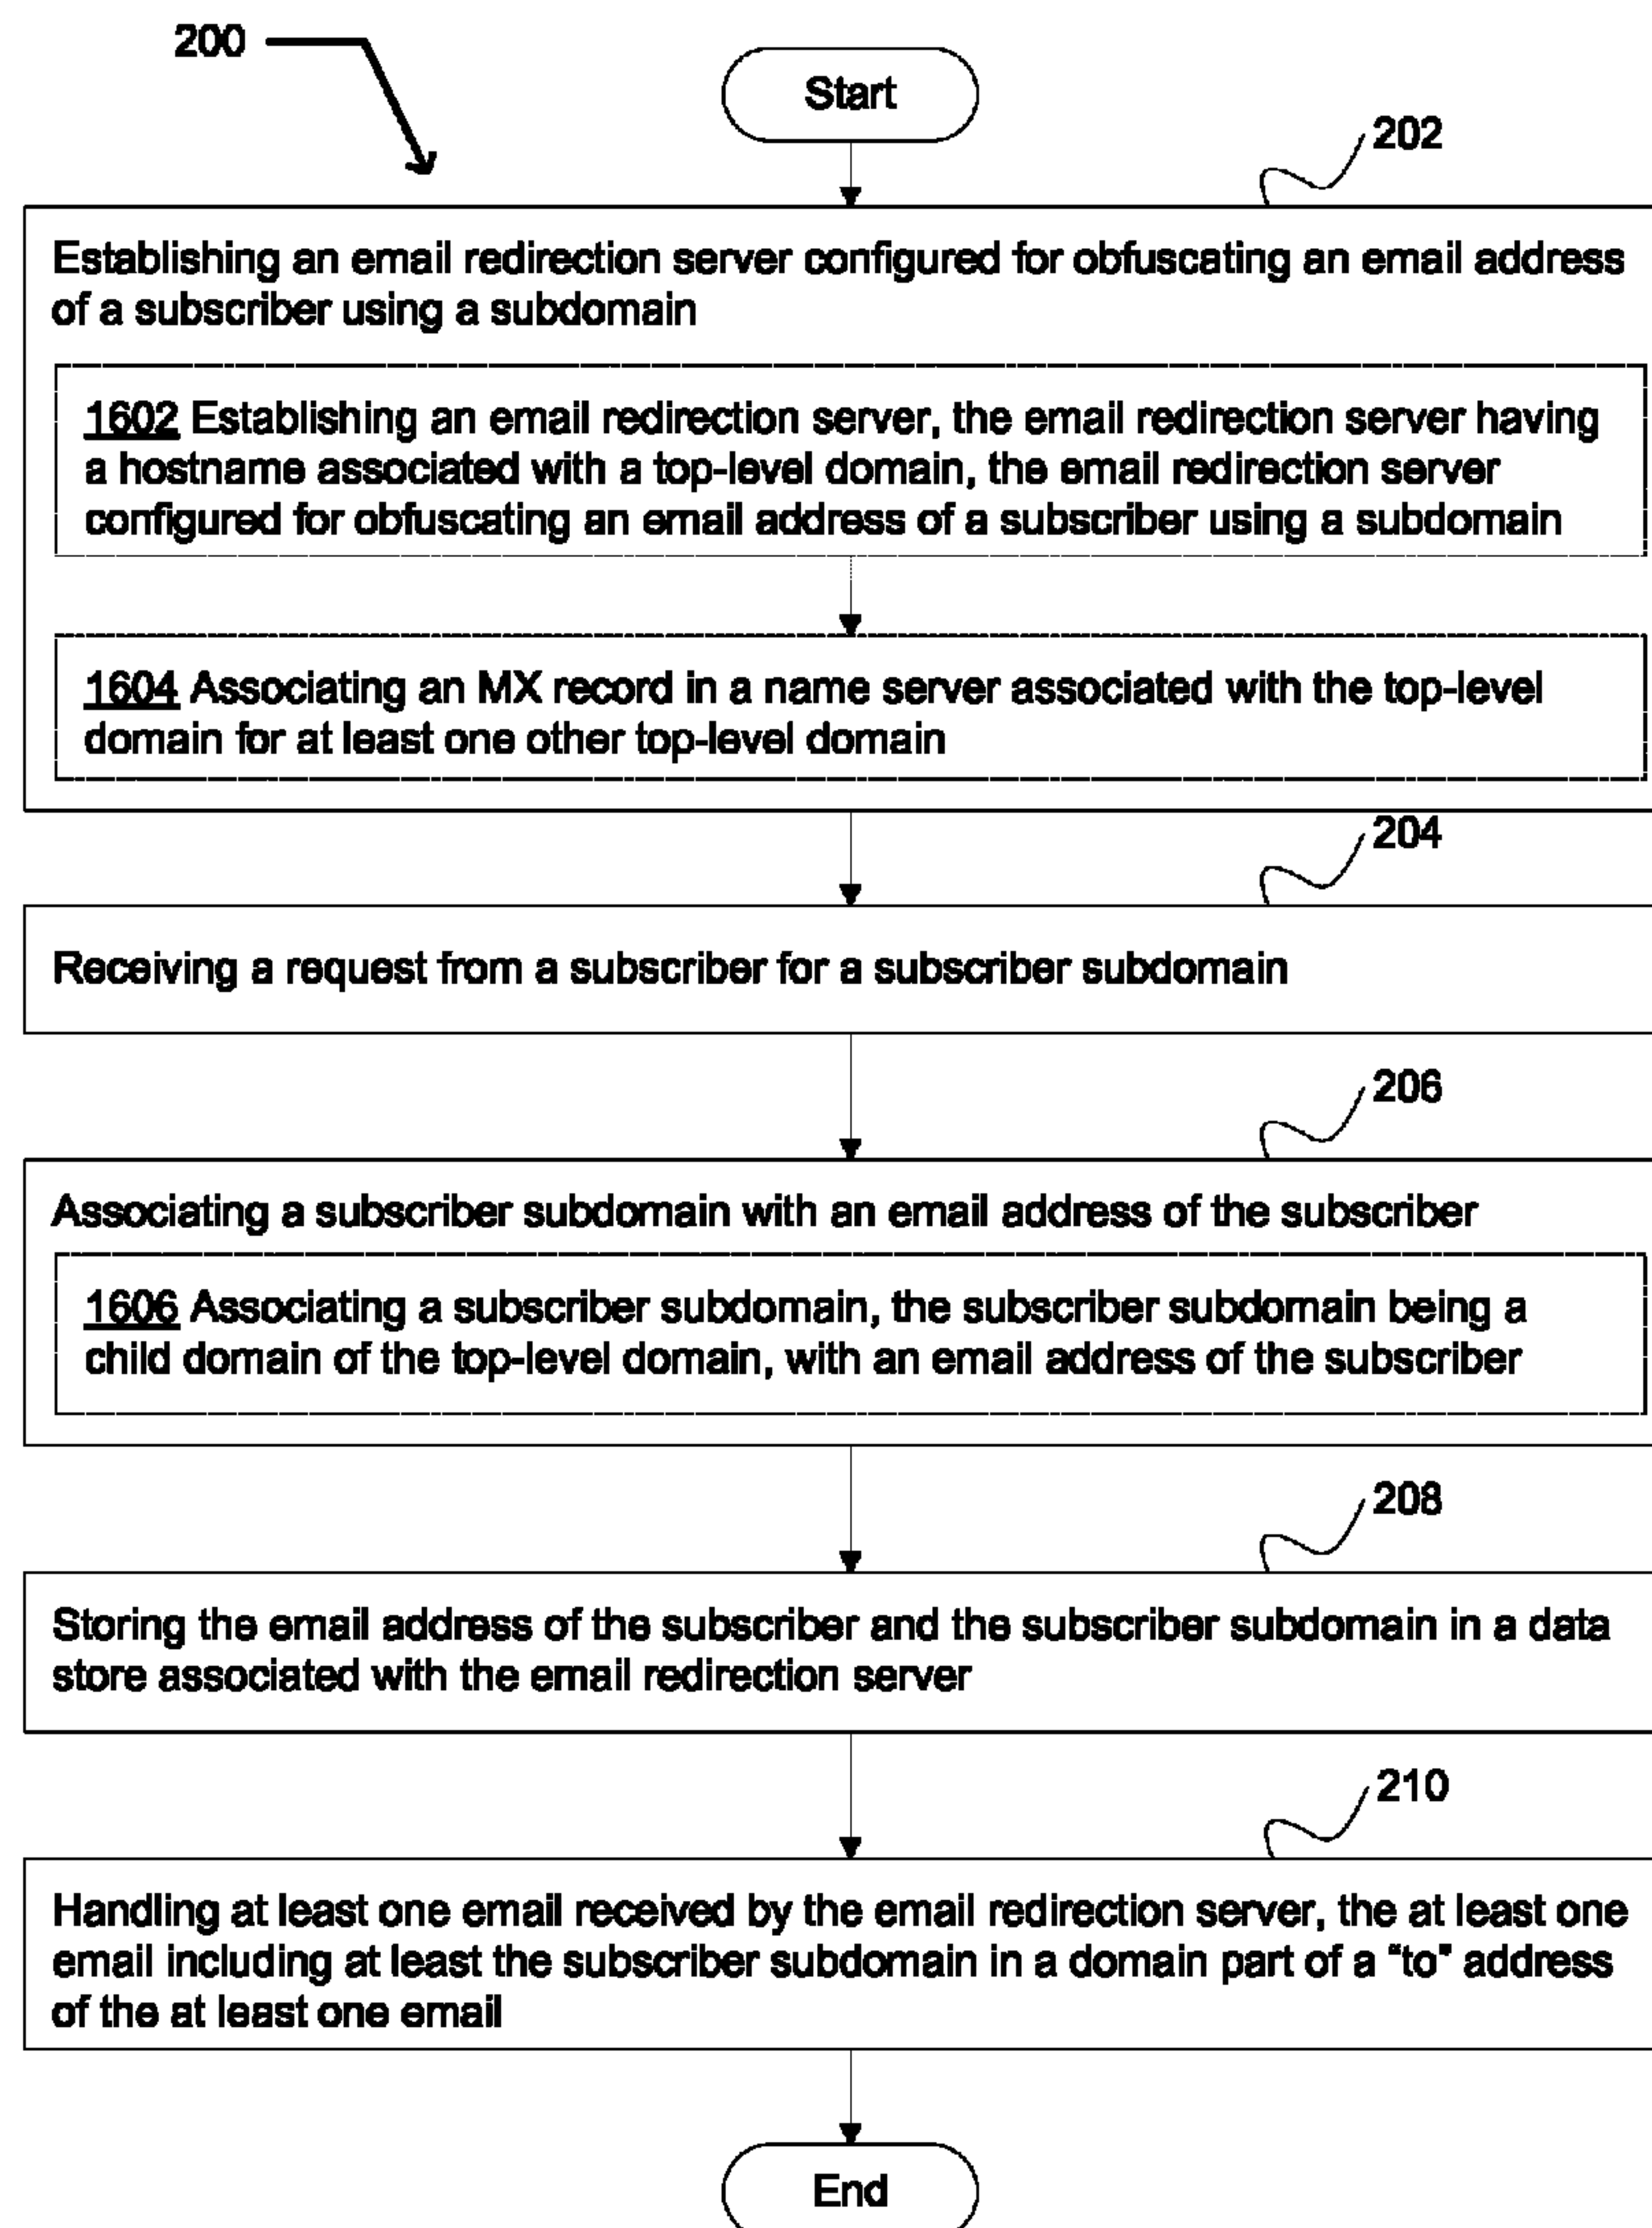 200
Start
202
Establishing an email redirection server configured for obfuscating an email address
of a subscriber using a subdomain
1602 Establishing an email redirection server, the email redirection server having
a hostname associated with a top-level domain, the email redirection server
configured for obfuscating an email address of a subscriber using a subdomain
1604 Associating an MX record in a name server associated with the top-level
domain for at least one other top-level domain
204
Receiving a request from a subscriber for a subscriber subdomain
206
Associating a subscriber subdomain with an email address of the subscriber
1606 Associating a subscriber subdomain, the subscriber subdomain being a
child domain of the top-level domain, with an email address of the subscriber
208
Storing the email address of the subscriber and the subscriber subdomain in a data
store associated with the email redirection server
210
Handling at least one email received by the email redirection server, the at least one
email including at least the subscriber subdomain in a domain part of a “to” address
of the at least one email
End